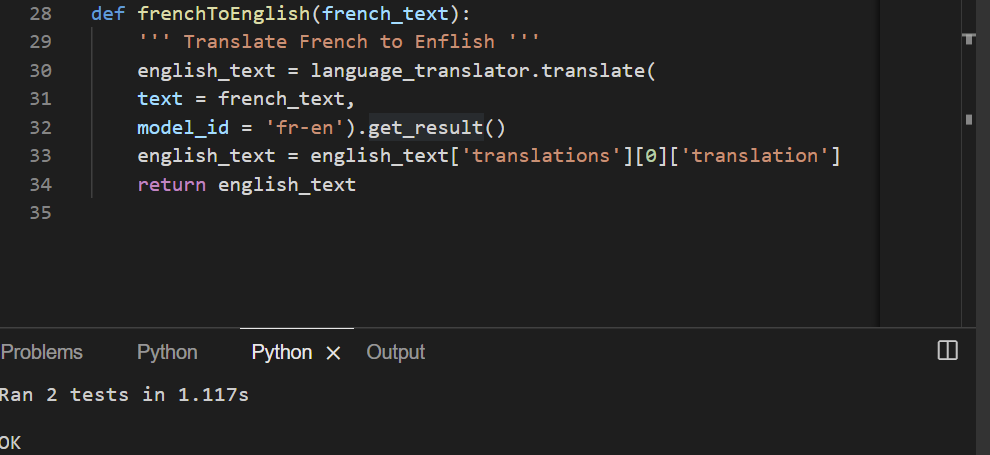 28 def frenchToEnglish(french_text):
29 ''' Translate French to Enflish '''
30 english_text = language_translator.translate(
31 text = french_text,
32 model_id = 'fr-en').get_result()
33 english_text = english_text['translations'][0]['translation']
34 return english_text
35
Problems Python Python × Output
Ran 2 tests in 1.117s
OK